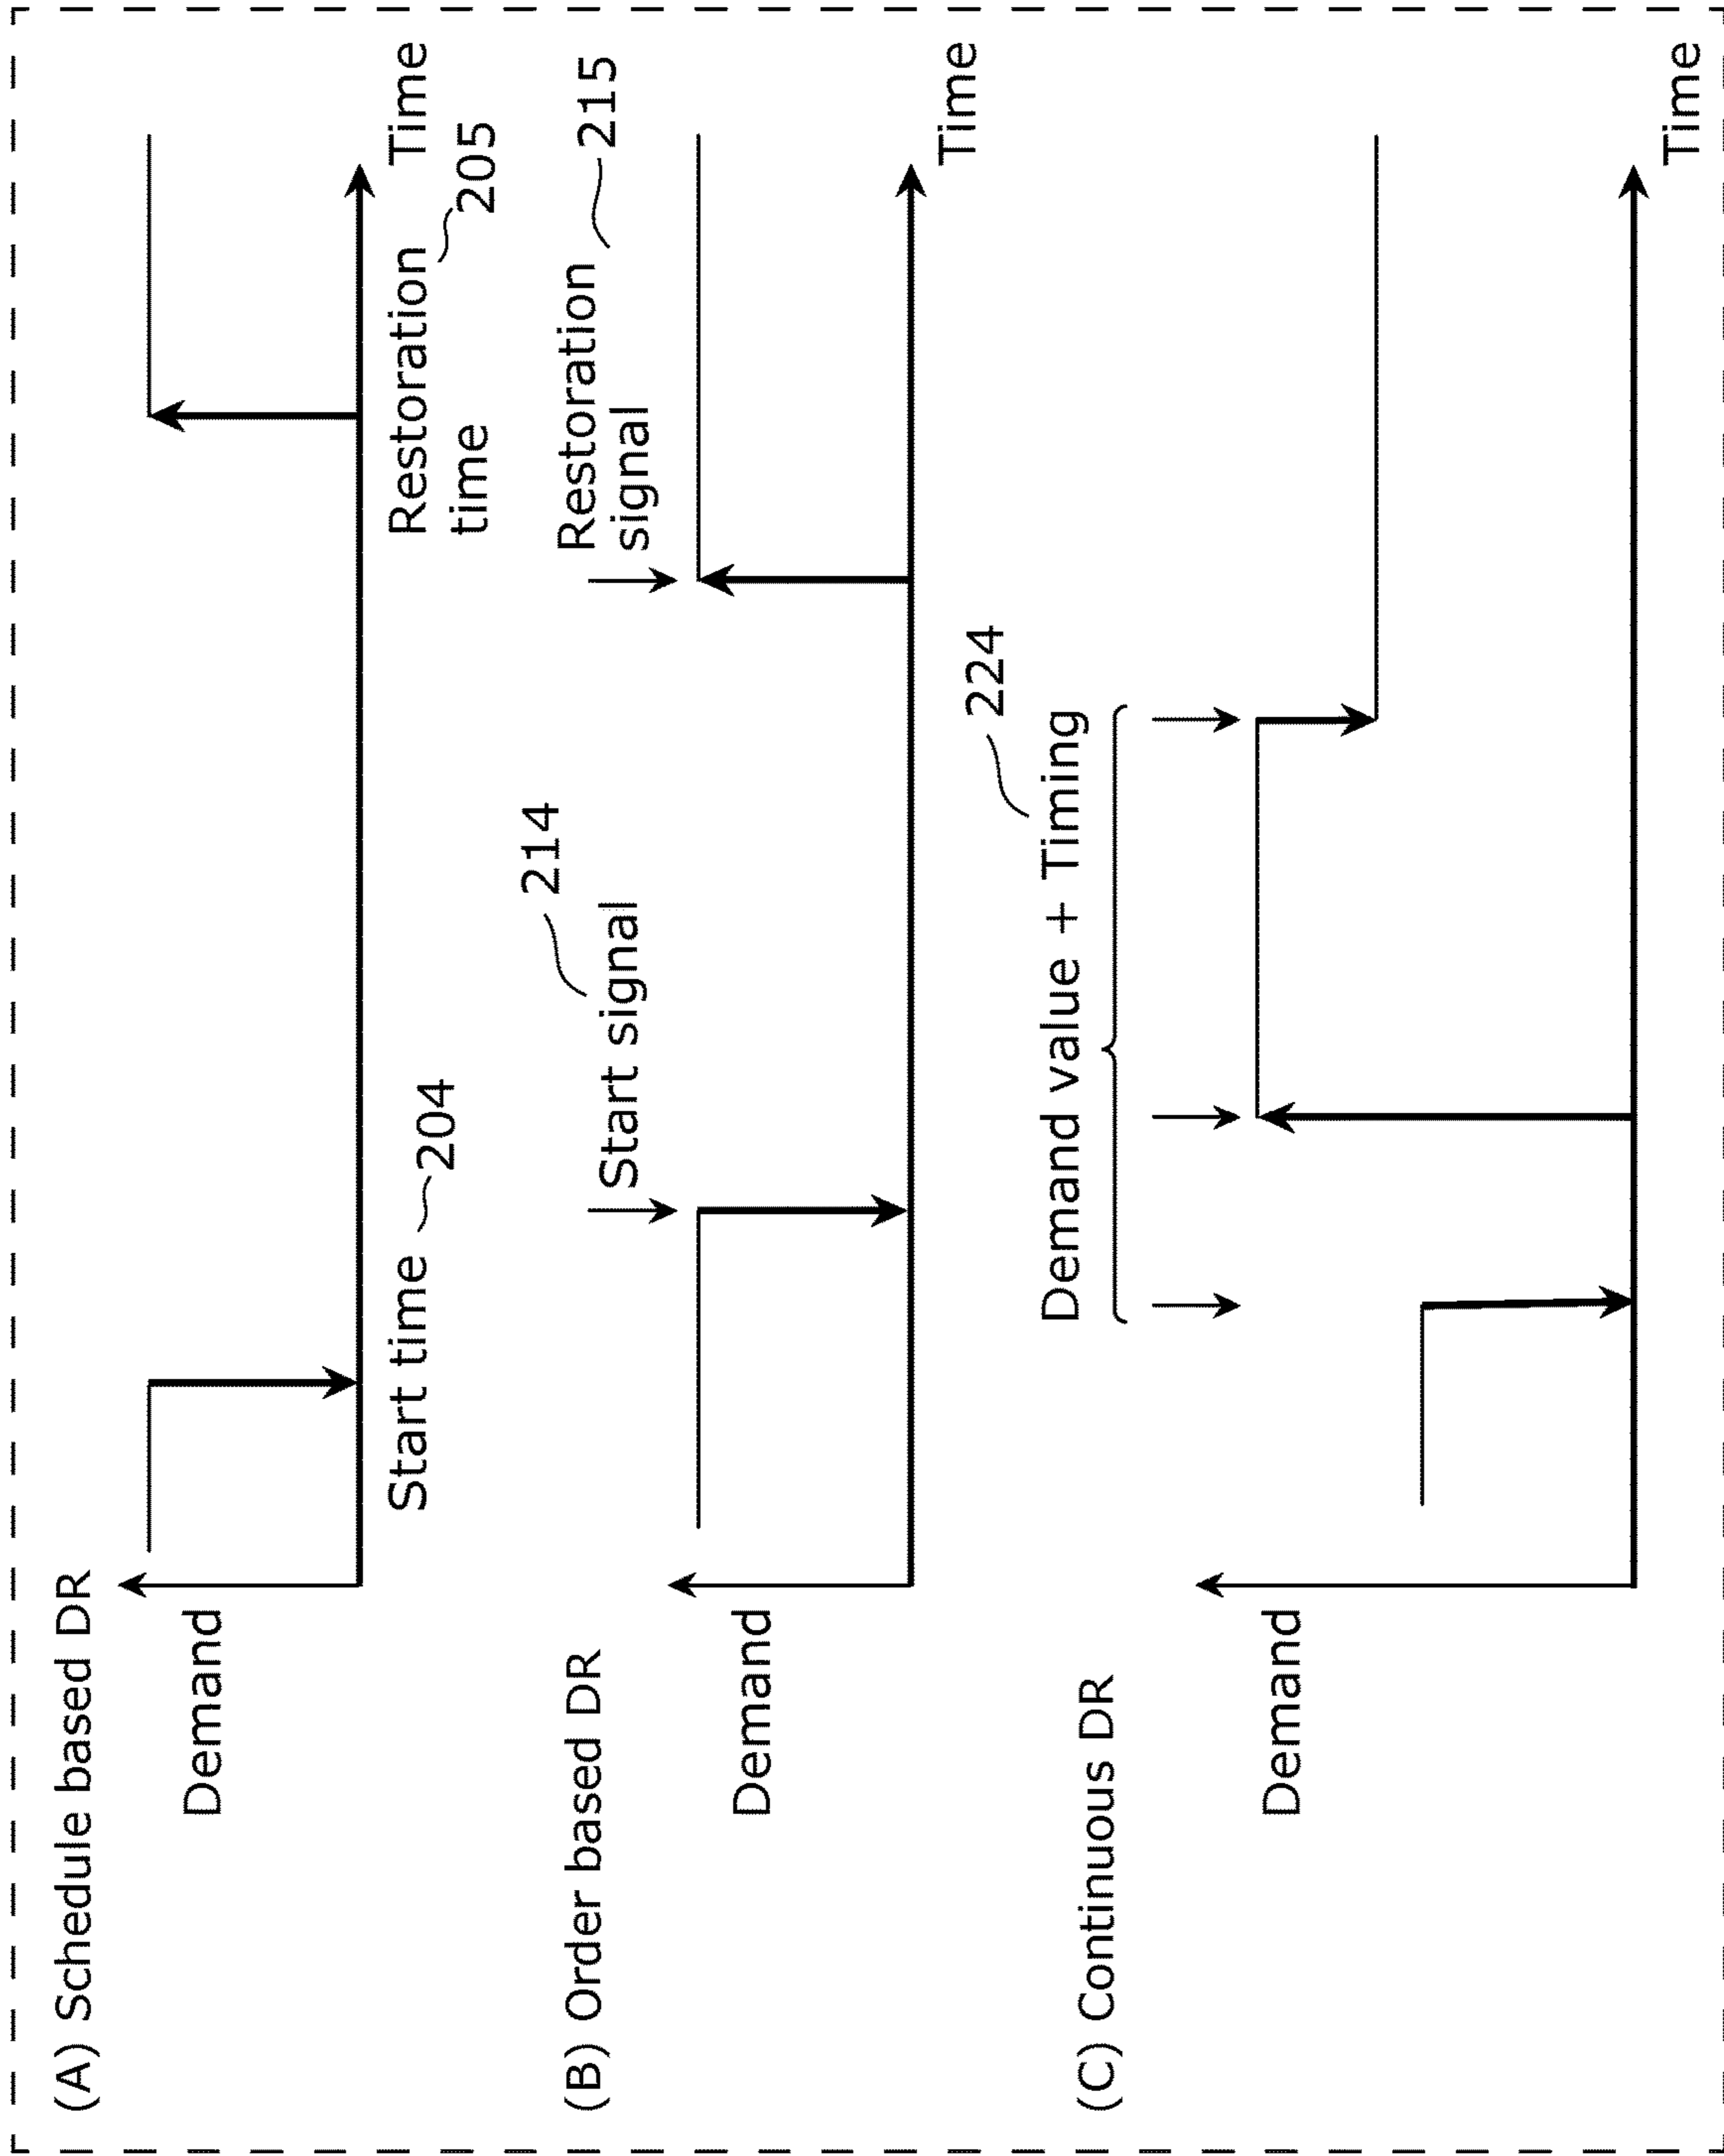 (A) Schedule based DR
Demand
Start time 204
Restoration 205
time
Time
(B) Order based DR
Demand
Start signal
214
Restoration 215
signal
Time
(C) Continuous DR
Demand
Demand value + Timing
224
Time